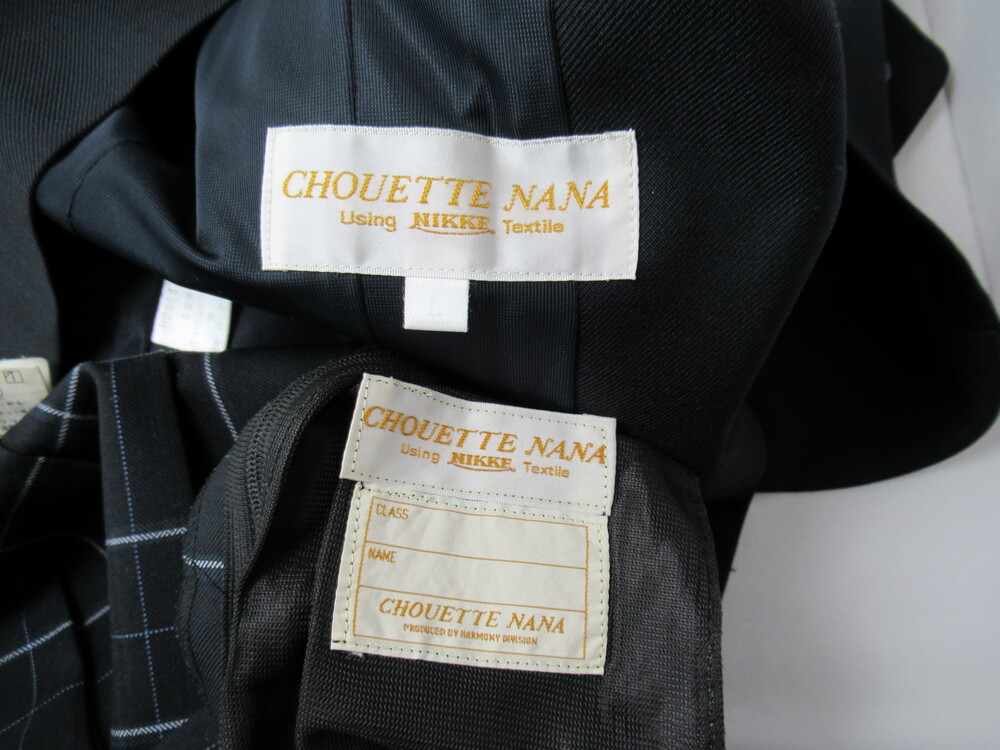 CHOUETTE NANA
Using NIKKE Textile
CHOUETTE NANA
Using NIKKE Textile
CLASS
NAME
CHOUETTE NANA
PRODUCED BY HARMONY DIVISION